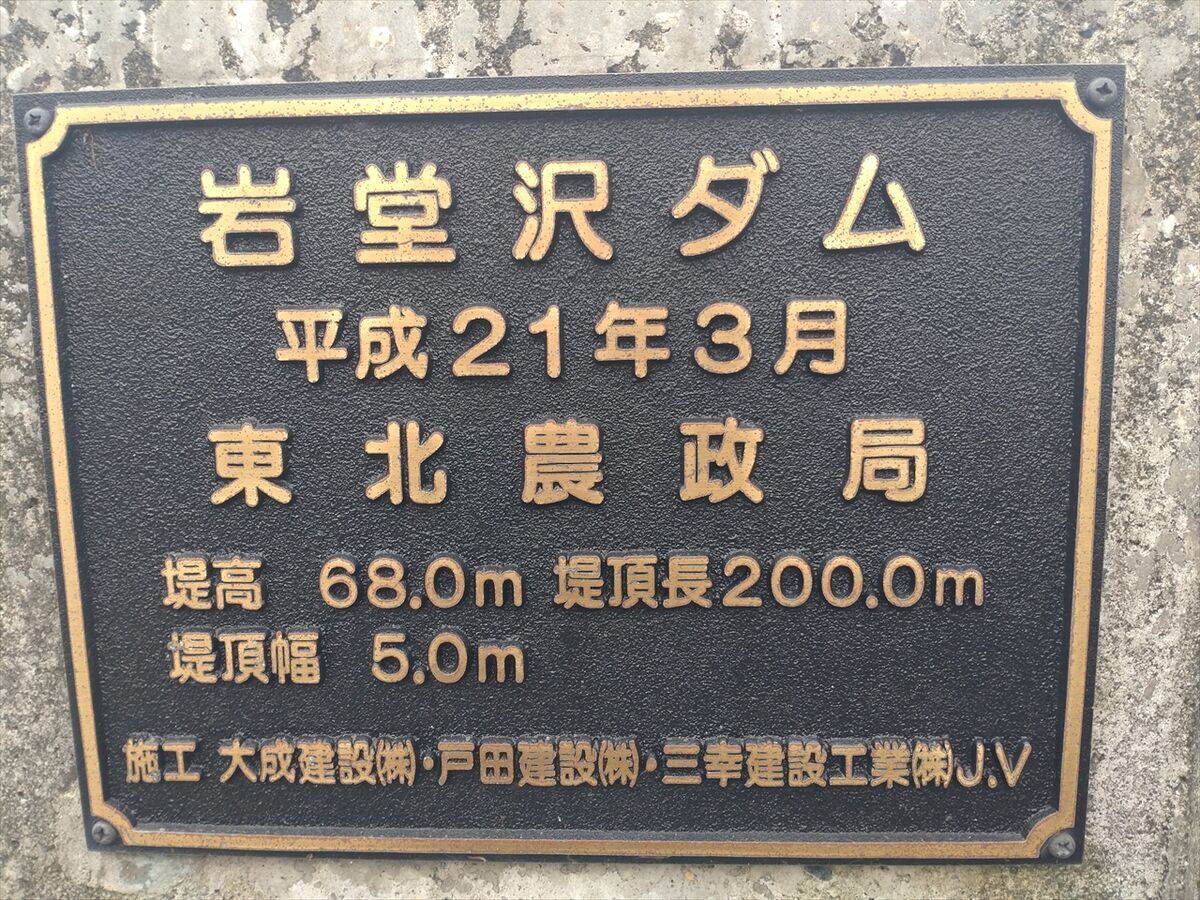 岩堂沢ダム
平成21年3月
東北農政局
堤高 68.0m 堤頂長200.0m
堤頂幅 5.0m
施工 大成建設㈱・戸田建設㈱・三幸建設工業㈱J.V